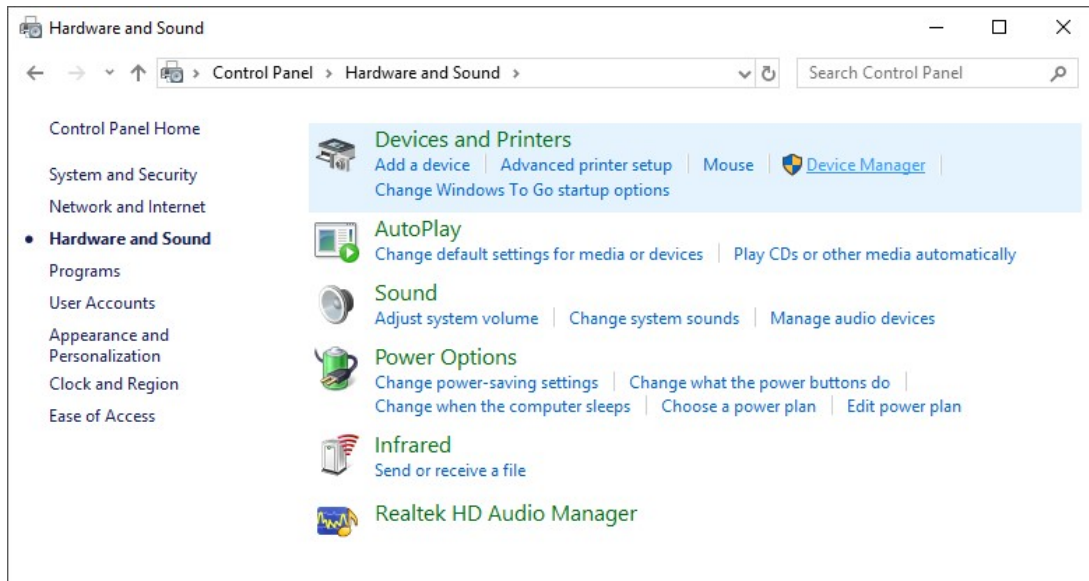 Hardware and Sound
Control Panel > Hardware and Sound >
Search Control Panel
Control Panel Home
System and Security
Network and Internet
Hardware and Sound
Programs
User Accounts
Appearance and
Personalization
Clock and Region
Ease of Access
Devices and Printers
Add a device | Advanced printer setup | Mouse | Device Manager |
Change Windows To Go startup options
AutoPlay
Change default settings for media or devices | Play CDs or other media automatically
Sound
Adjust system volume | Change system sounds | Manage audio devices
Power Options
Change power-saving settings | Change what the power buttons do |
Change when the computer sleeps | Choose a power plan | Edit power plan
Infrared
Send or receive a file
Realtek HD Audio Manager